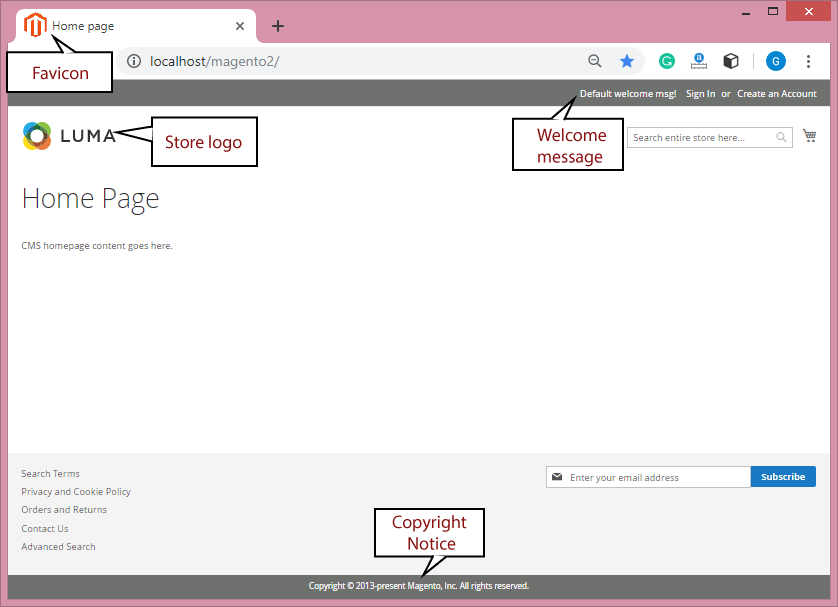 Home page
Favicon
localhost/magento2/
G
Default welcome msg! Sign In or Create an Account
LUMA
Store logo
Welcome
message
Search entire store here...
Home Page
CMS homepage content goes here.
Search Terms
Privacy and Cookie Policy
Orders and Returns
Contact Us
Advanced Search
Enter your email address
Subscribe
Copyright
Notice
Copyright © 2013-present Magento, Inc. All rights reserved.